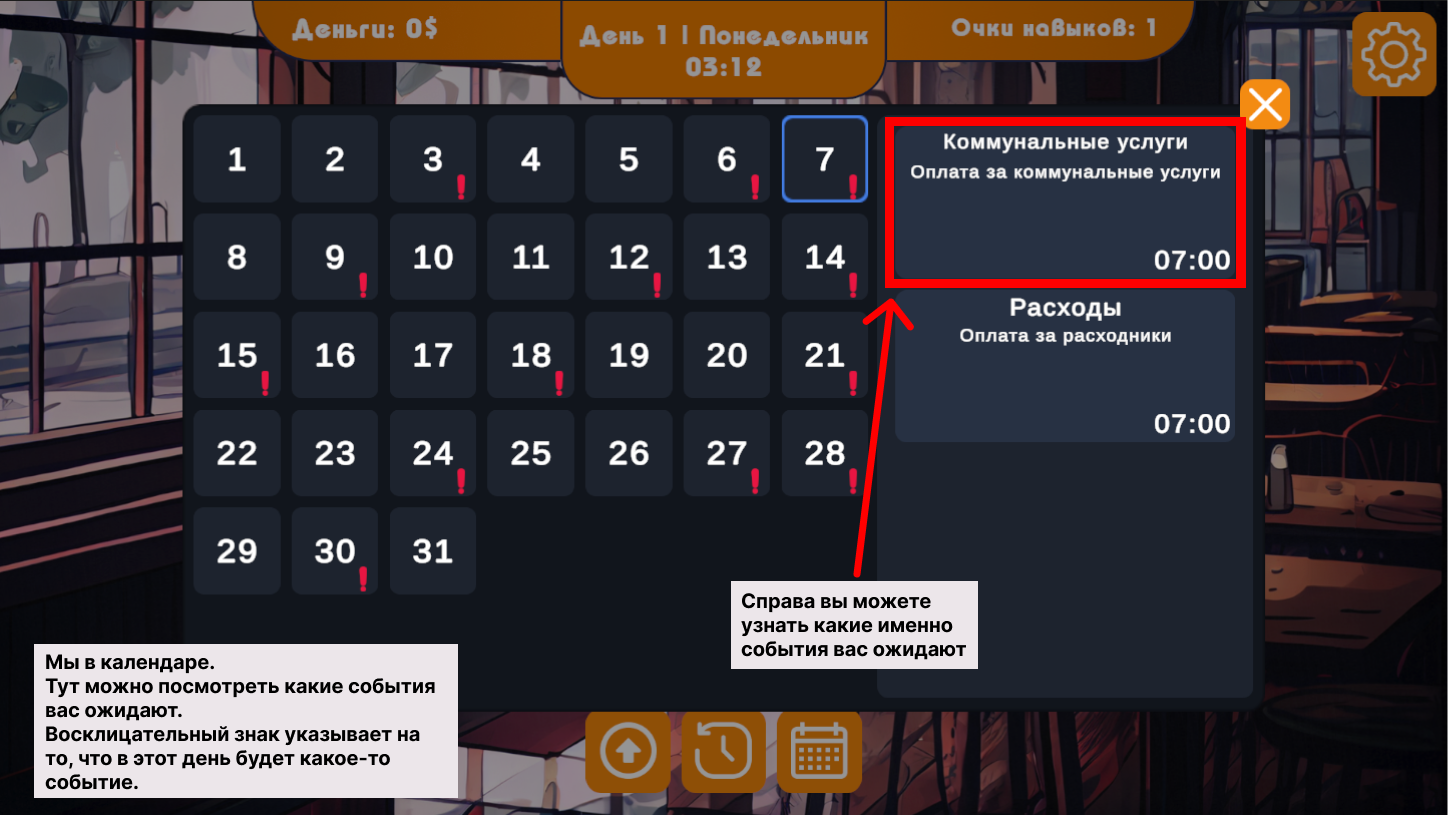 Деньги: 0$
День 1 | Понедельник
03:12
Очки навыков: 1
1 2 3 ! 4 5 6 ! 7 !
8 9 ! 10 11 12 ! 13 14 !
15 ! 16 17 18 ! 19 20 21 !
22 23 24 ! 25 26 27 ! 28 !
29 30 ! 31
Коммунальные услуги
Оплата за коммунальные услуги
07:00
Расходы
Оплата за расходники
07:00
Справа вы можете
узнать какие именно
события вас ожидают
Мы в календаре.
Тут можно посмотреть какие события
вас ожидают.
Восклицательный знак указывает на
то, что в этот день будет какое-то
событие.